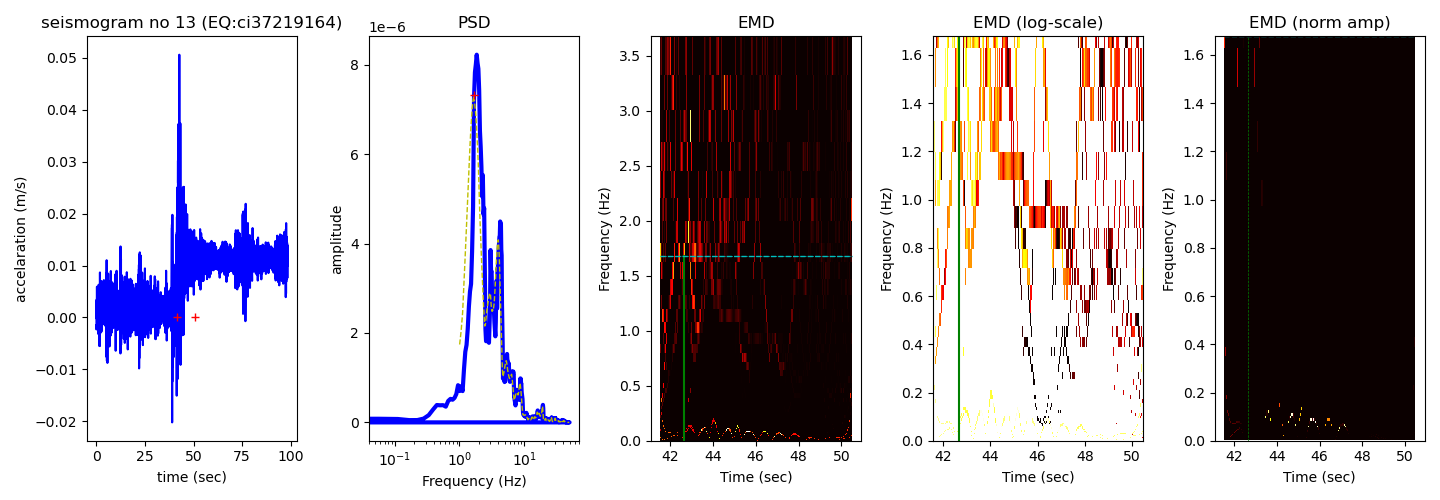 seismogram no 13 (EQ:ci37219164)
accelaration (m/s)
0.05
0.04
0.03
0.02
0.01
0.00
−0.01
−0.02
0 25 50 75 100
time (sec)
PSD
1e−6
amplitude
8
6
4
2
0
10⁻¹ 10⁰ 10¹
Frequency (Hz)
EMD
Frequency (Hz)
3.5
3.0
2.5
2.0
1.5
1.0
0.5
0.0
42 44 46 48 50
Time (sec)
EMD (log-scale)
Frequency (Hz)
1.6
1.4
1.2
1.0
0.8
0.6
0.4
0.2
0.0
42 44 46 48 50
Time (sec)
EMD (norm amp)
Frequency (Hz)
1.6
1.4
1.2
1.0
0.8
0.6
0.4
0.2
0.0
42 44 46 48 50
Time (sec)